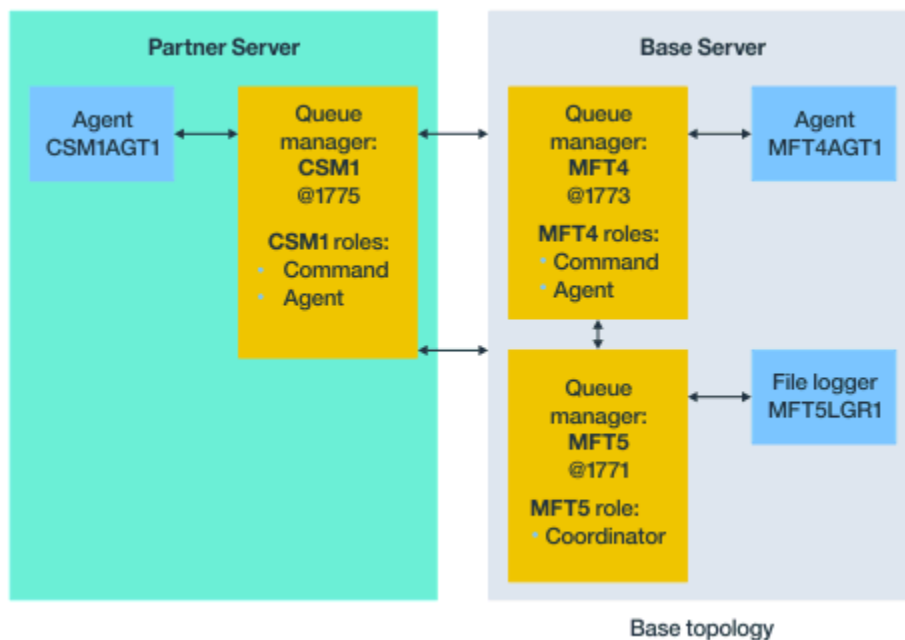 Partner Server
Agent
CSM1AGT1
Queue
manager:
CSM1
@1775
CSM1 roles:
• Command
• Agent
Base Server
Queue
manager:
MFT4
@1773
MFT4 roles:
• Command
• Agent
Agent
MFT4AGT1
Queue
manager:
MFT5
@1771
MFT5 role:
• Coordinator
File logger
MFT5LGR1
Base topology